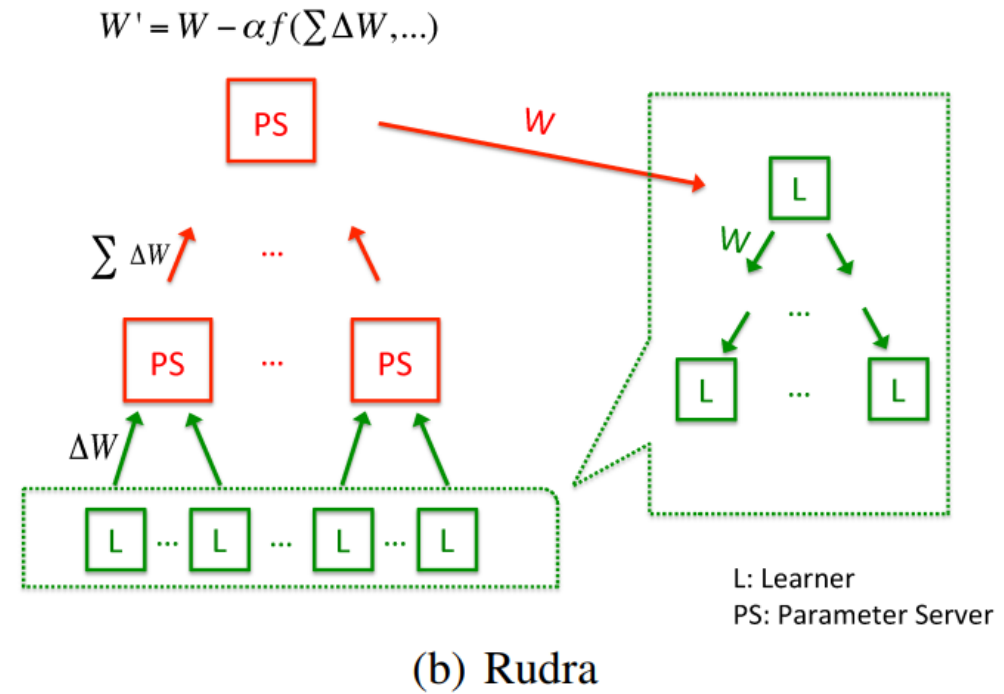 W' = W − αf(∑ΔW,...)
PS
W
L
W
∑ ΔW
...
...
PS
...
PS
L
...
L
ΔW
L
...
L
...
L
...
L
L: Learner
PS: Parameter Server
(b) Rudra